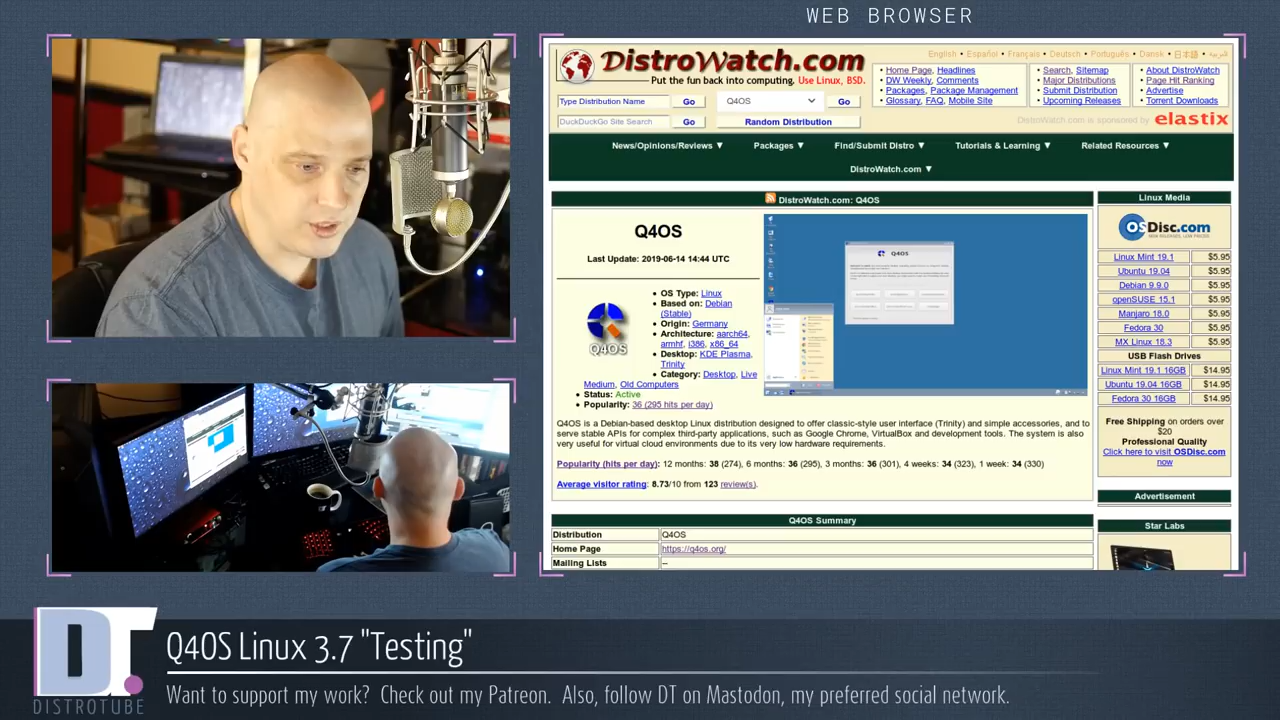 WEB BROWSER
DistroWatch.com
Put the fun back into computing. Use Linux, BSD.
English • Español • Français • Deutsch • Português • Dansk • 日本語 • العربية
• Home Page, Headlines
• DW Weekly, Comments
• Packages, Package Management
• Glossary, FAQ, Mobile Site
• Search, Sitemap
• Major Distributions
• Submit Distribution
• Upcoming Releases
• About DistroWatch
• Page Hit Ranking
• Advertise
• Torrent Downloads
Type Distribution Name Go Q4OS Go
DuckDuckGo Site Search Go Random Distribution
DistroWatch.com is sponsored by elastix
News/Opinions/Reviews ▼ Packages ▼ Find/Submit Distro ▼ Tutorials & Learning ▼ Related Resources ▼
DistroWatch.com ▼
DistroWatch.com: Q4OS
Q4OS
Last Update: 2019-06-14 14:44 UTC
Q4OS
• OS Type: Linux
• Based on: Debian
(Stable)
• Origin: Germany
• Architecture: aarch64,
armhf, i386, x86_64
• Desktop: KDE Plasma,
Trinity
• Category: Desktop, Live
Medium, Old Computers
• Status: Active
• Popularity: 36 (295 hits per day)
Q4OS
Q4OS is a Debian-based desktop Linux distribution designed to offer classic-style user interface (Trinity) and simple accessories, and to
serve stable APIs for complex third-party applications, such as Google Chrome, VirtualBox and development tools. The system is also
very useful for virtual cloud environments due to its very low hardware requirements.
Popularity (hits per day): 12 months: 38 (274), 6 months: 36 (295), 3 months: 36 (301), 4 weeks: 34 (323), 1 week: 34 (330)
Average visitor rating: 8.73/10 from 123 review(s).
Q4OS Summary
Distribution Q4OS
Home Page https://q4os.org/
Mailing Lists --
Linux Media
OSDisc.com
Linux Mint 19.1 $5.95
Ubuntu 19.04 $5.95
Debian 9.9.0 $5.95
openSUSE 15.1 $5.95
Manjaro 18.0 $5.95
Fedora 30 $5.95
MX Linux 18.3 $5.95
USB Flash Drives
Linux Mint 19.1 16GB $14.95
Ubuntu 19.04 16GB $14.95
Fedora 30 16GB $14.95
Free Shipping on orders over
$20
Professional Quality
Click here to visit OSDisc.com
now
Advertisement
Star Labs
DT
DISTROTUBE
Q4OS Linux 3.7 "Testing"
Want to support my work? Check out my Patreon. Also, follow DT on Mastodon, my preferred social network.